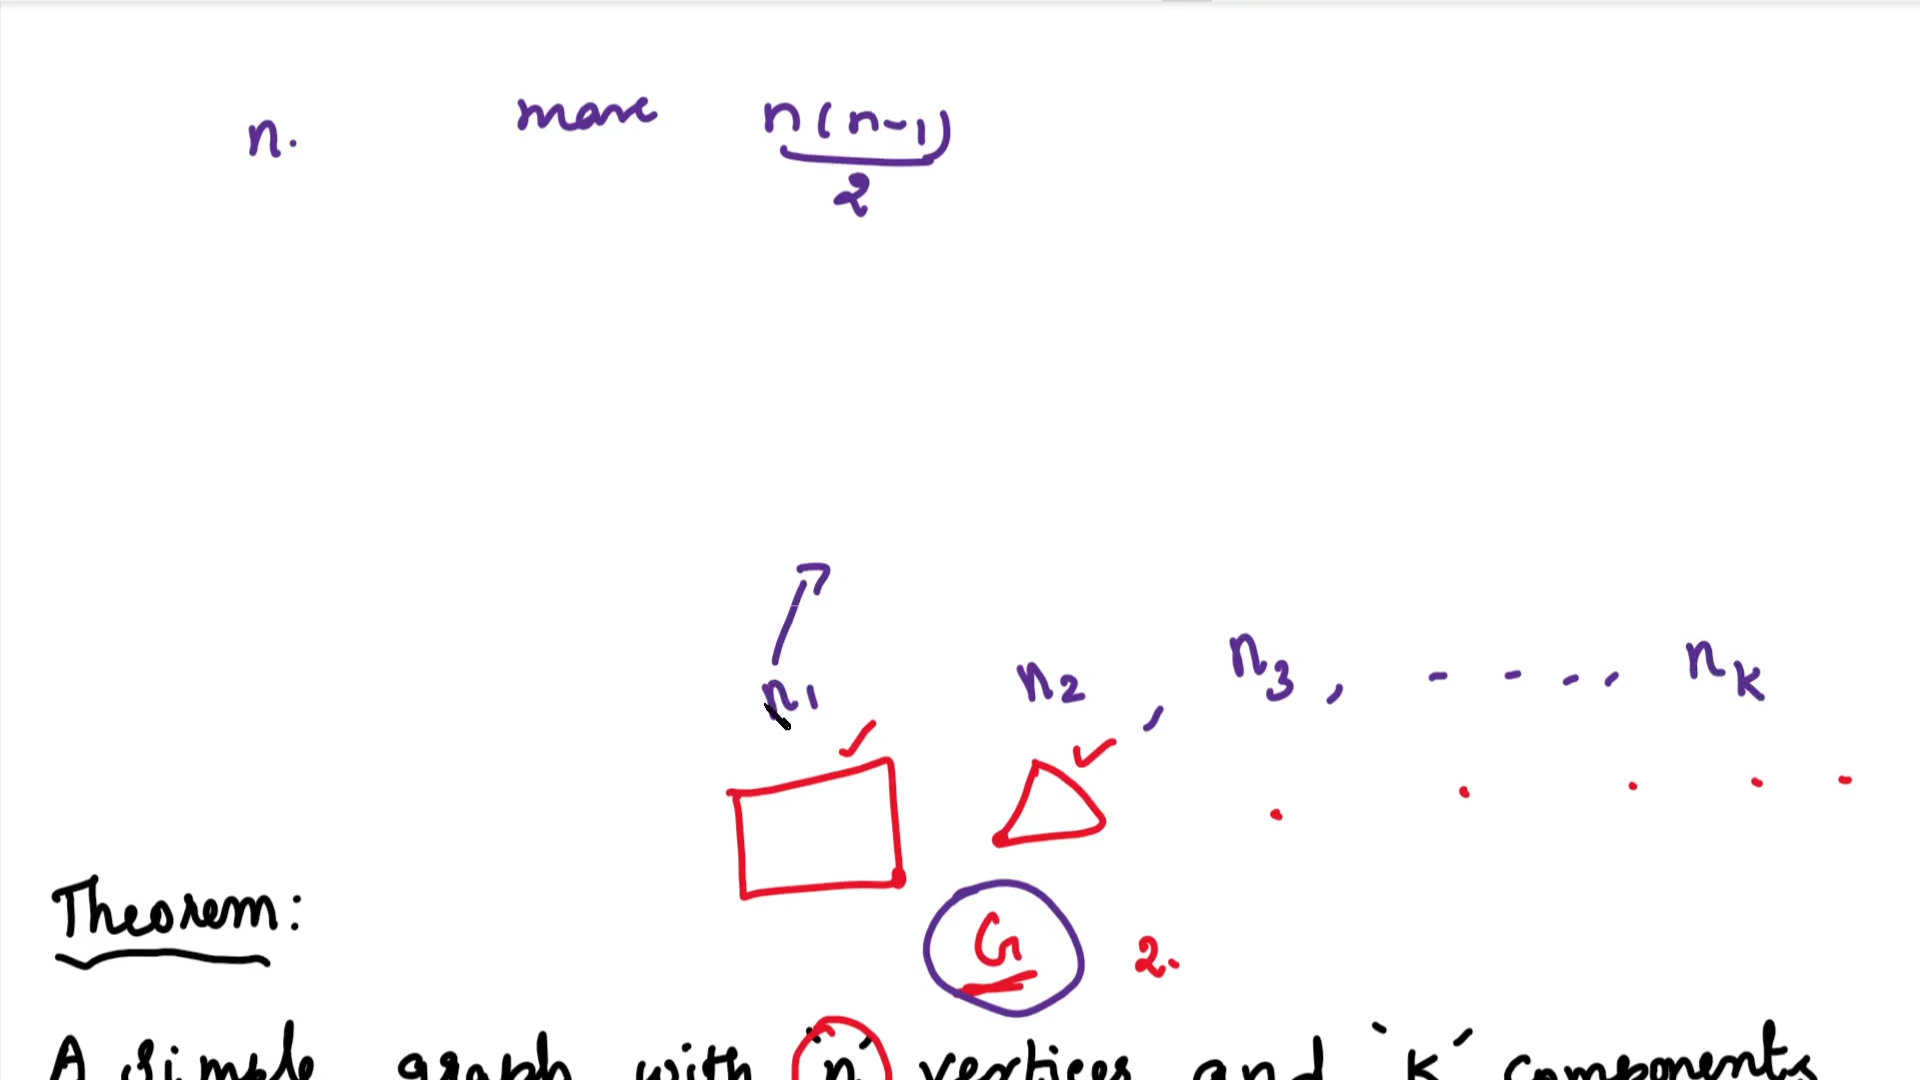 n. max n(n-1)/2
n1 n2, n3, - - - - nk
Theorem:
G 2.
A simple graph with 'n' vertices and 'k' components